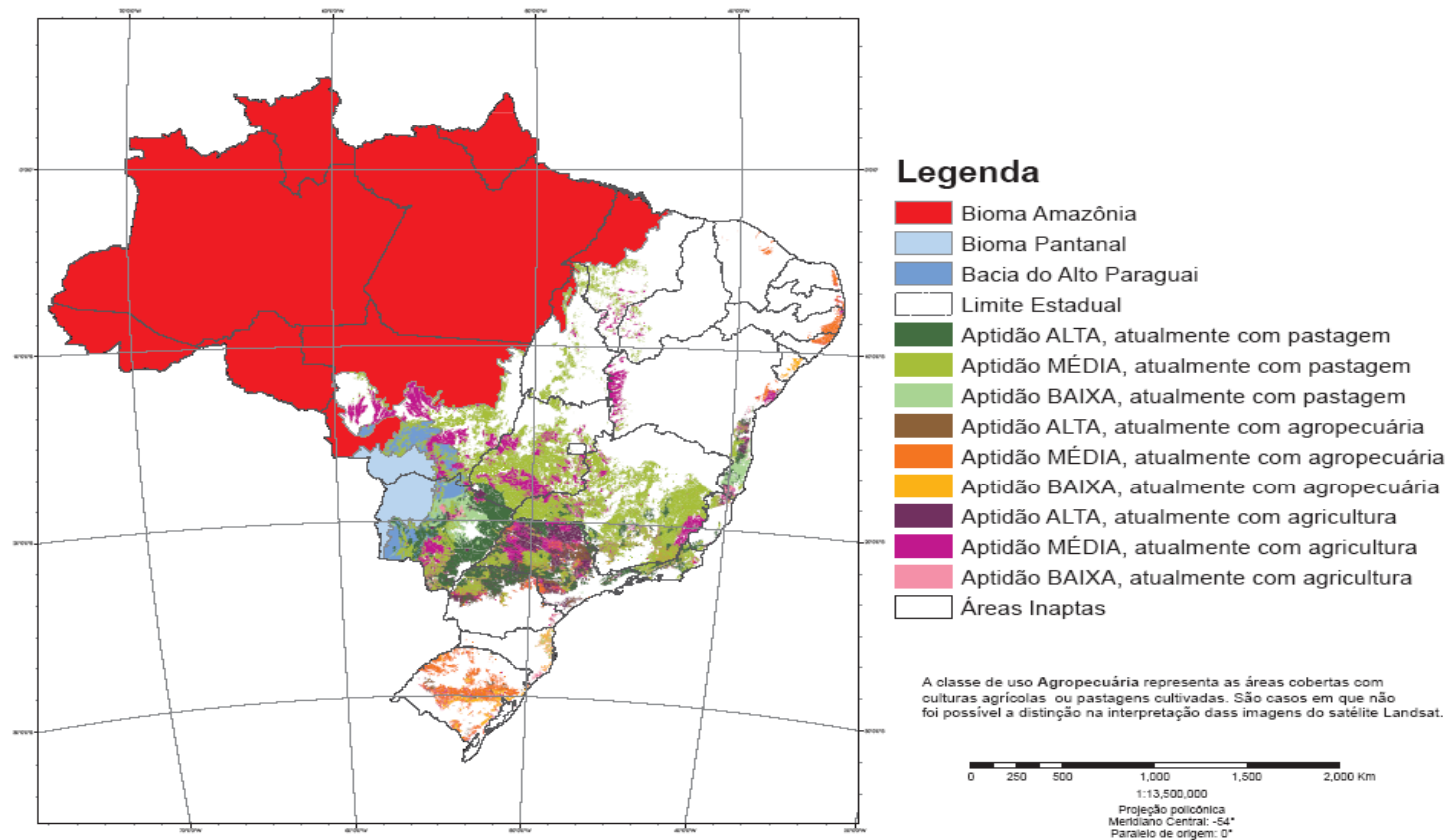 Legenda
Bioma Amazônia
Bioma Pantanal
Bacia do Alto Paraguai
Limite Estadual
Aptidão ALTA, atualmente com pastagem
Aptidão MÉDIA, atualmente com pastagem
Aptidão BAIXA, atualmente com pastagem
Aptidão ALTA, atualmente com agropecuária
Aptidão MÉDIA, atualmente com agropecuária
Aptidão BAIXA, atualmente com agropecuária
Aptidão ALTA, atualmente com agricultura
Aptidão MÉDIA, atualmente com agricultura
Aptidão BAIXA, atualmente com agricultura
Áreas Inaptas
A classe de uso Agropecuária representa as áreas cobertas com
culturas agrícolas ou pastagens cultivadas. São casos em que não
foi possível a distinção na interpretação dass imagens do satélite Landsat.
0 250 500 1,000 1,500 2,000 Km
1:13,500,000
Projeção policônica
Meridiano Central: -54°
Paralelo de origem: 0°